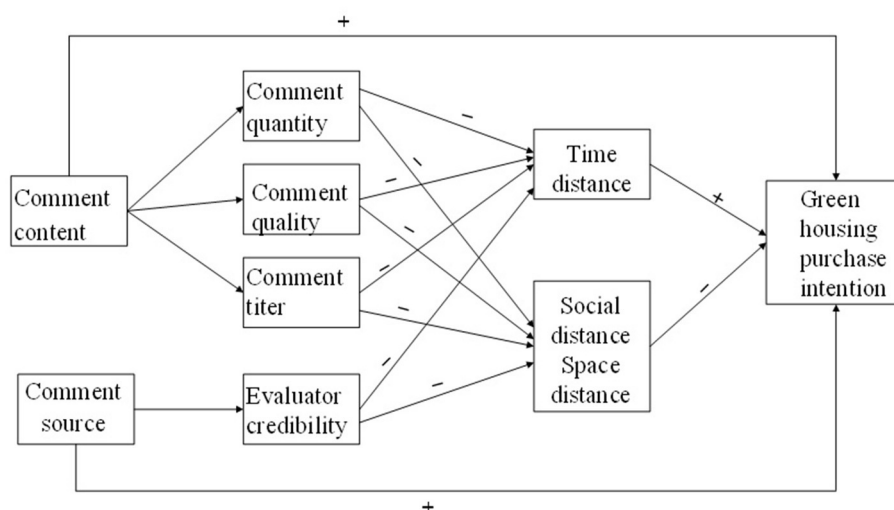 +
Comment
quantity
Comment
content
Comment
quality
Comment
titer
Comment
source
Evaluator
credibility
–
–
–
–
–
–
–
–
Time
distance
Social
distance
Space
distance
+
–
Green
housing
purchase
intention
+